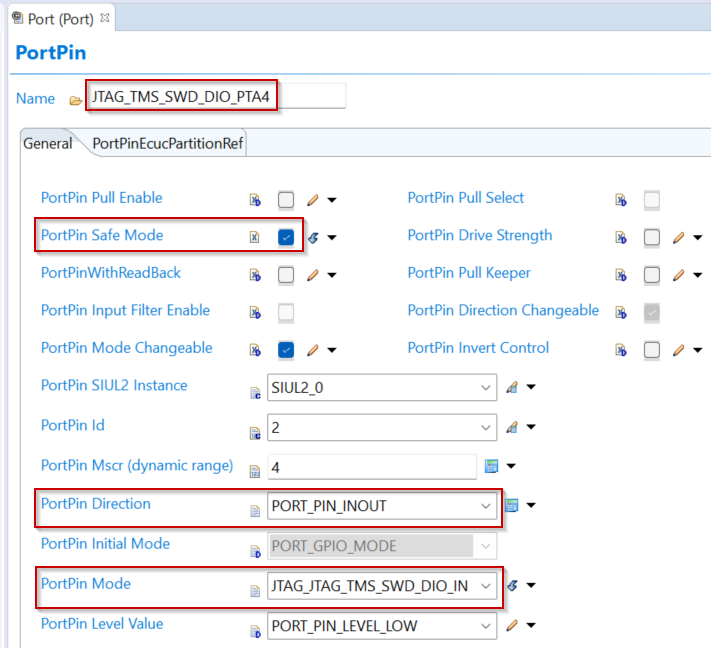 Port (Port)
PortPin
Name JTAG_TMS_SWD_DIO_PTA4
General PortPinEcucPartitionRef
PortPin Pull Enable PortPin Pull Select
PortPin Safe Mode PortPin Drive Strength
PortPinWithReadBack PortPin Pull Keeper
PortPin Input Filter Enable PortPin Direction Changeable
PortPin Mode Changeable PortPin Invert Control
PortPin SIUL2 Instance SIUL2_0
PortPin Id 2
PortPin Mscr (dynamic range) 4
PortPin Direction PORT_PIN_INOUT
PortPin Initial Mode PORT_GPIO_MODE
PortPin Mode JTAG_JTAG_TMS_SWD_DIO_IN
PortPin Level Value PORT_PIN_LEVEL_LOW